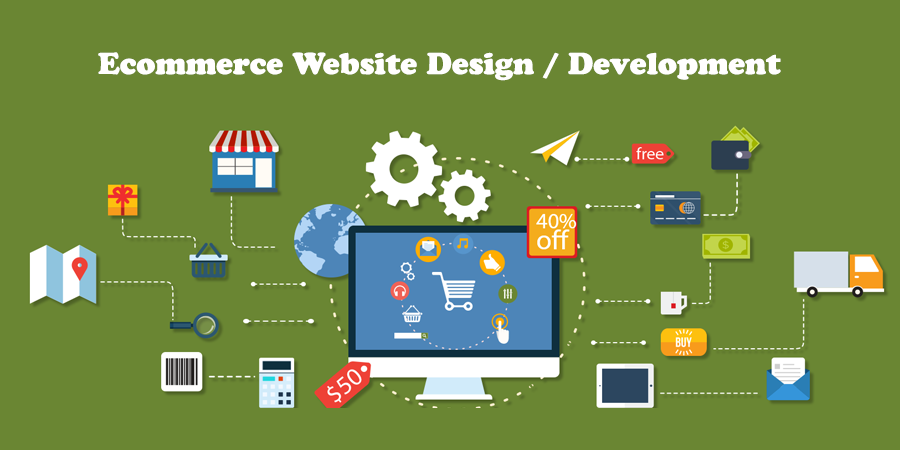 Ecommerce Website Design / Development
free
40%
off
BUY
$50